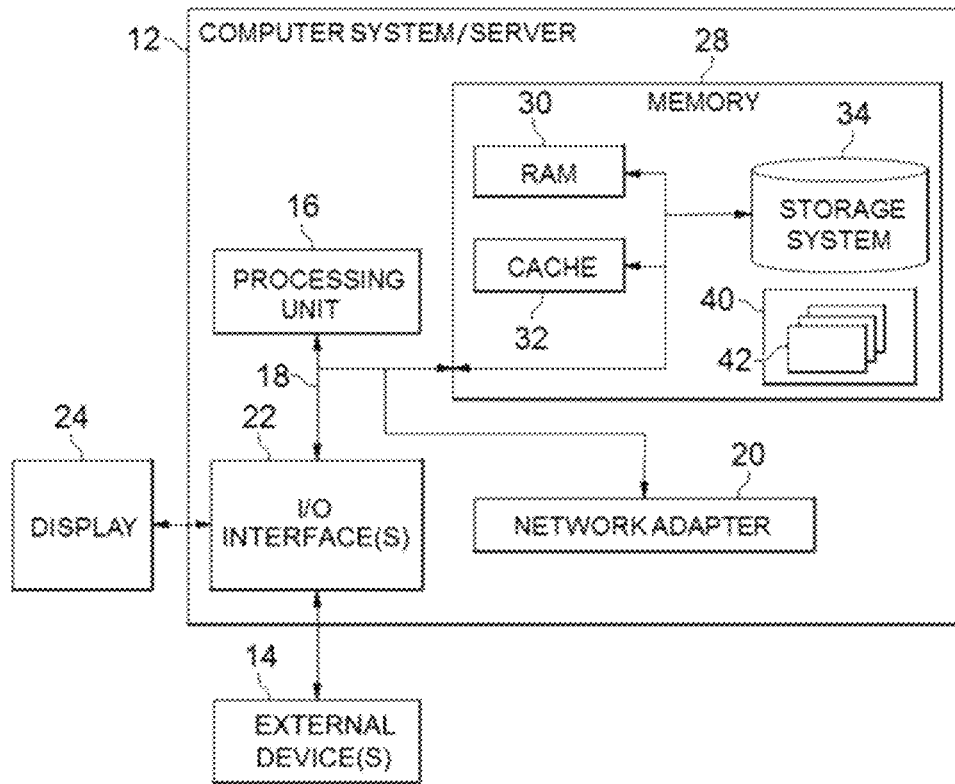 12
COMPUTER SYSTEM/SERVER
28
MEMORY
30
RAM
34
STORAGE
SYSTEM
16
PROCESSING
UNIT
CACHE
32
40
42
18
24
22
20
DISPLAY
I/O
INTERFACE(S)
NETWORK ADAPTER
14
EXTERNAL
DEVICE(S)